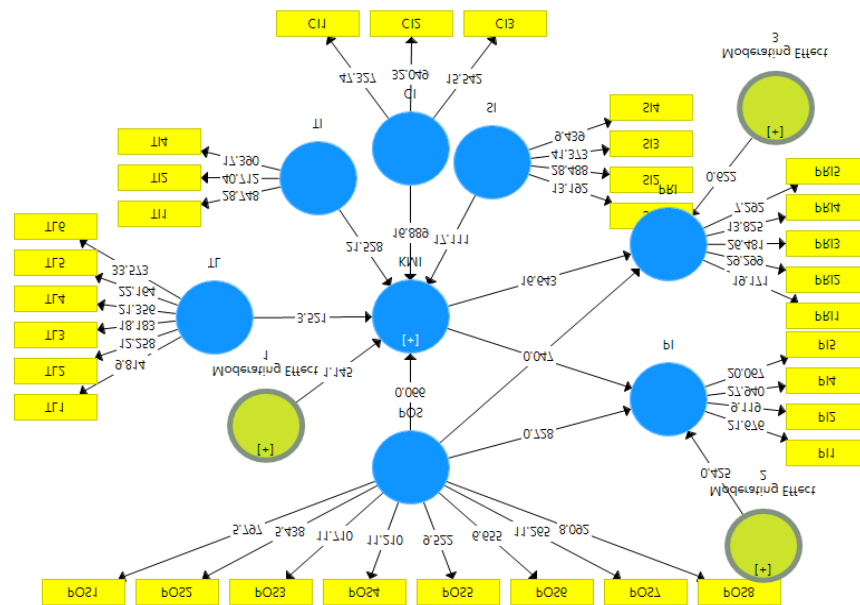 CI1
CI2
CI3
3
Moderating Effect
[+]
47.327
32.049
15.542
CI
TI
SI
TI4
TI2
TI1
17.390
40.712
28.748
9.439
41.373
28.488
13.192
SI4
SI3
SI2
PRI
0.622
PRI5
PRI4
PRI3
PRI2
PRI1
7.292
13.825
26.481
29.299
19.171
21.528
16.889
17.111
TL6
TL5
TL4
TL3
TL2
TL1
33.573
22.164
21.356
18.183
12.258
9.814
TL
KMI
[+]
3.521
16.643
0.047
1
Moderating Effect
[+]
1.145
0.066
POS
0.728
PI
PI5
PI4
PI2
PI1
20.067
27.940
9.119
21.676
0.425
2
Moderating Effect
[+]
5.797
5.438
11.710
11.210
9.522
6.655
11.265
8.092
POS1
POS2
POS3
POS4
POS5
POS6
POS7
POS8